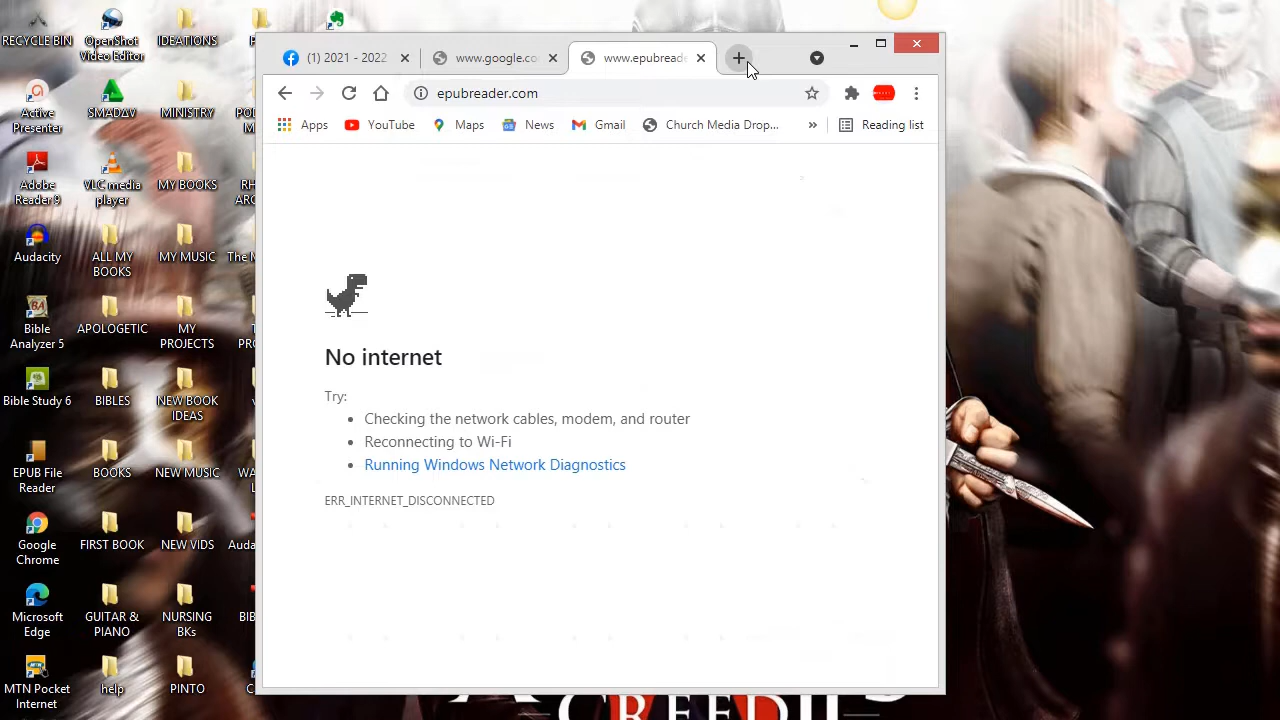 RECYCLE BIN
OpenShot
Video Editor
IDEATIONS
Active
Presenter
SMADΔV
MINISTRY
Adobe
Reader 9
VLC media
player
MY BOOKS
Audacity
ALL MY
BOOKS
MY MUSIC
The M
Bible
Analyzer 5
APOLOGETIC
MY
PROJECTS
Bible Study 6
BIBLES
NEW BOOK
IDEAS
EPUB File
Reader
BOOKS
NEW MUSIC
Google
Chrome
FIRST BOOK
NEW VIDS
Auda
Microsoft
Edge
GUITAR &
PIANO
NURSING
BKs
MTN Pocket
Internet
help
PINTO
(1) 2021 - 2022
www.google.co
www.epubreade
epubreader.com
Apps
YouTube
Maps
News
Gmail
Church Media Drop...
»
Reading list
No internet
Try:
• Checking the network cables, modem, and router
• Reconnecting to Wi-Fi
• Running Windows Network Diagnostics
ERR_INTERNET_DISCONNECTED